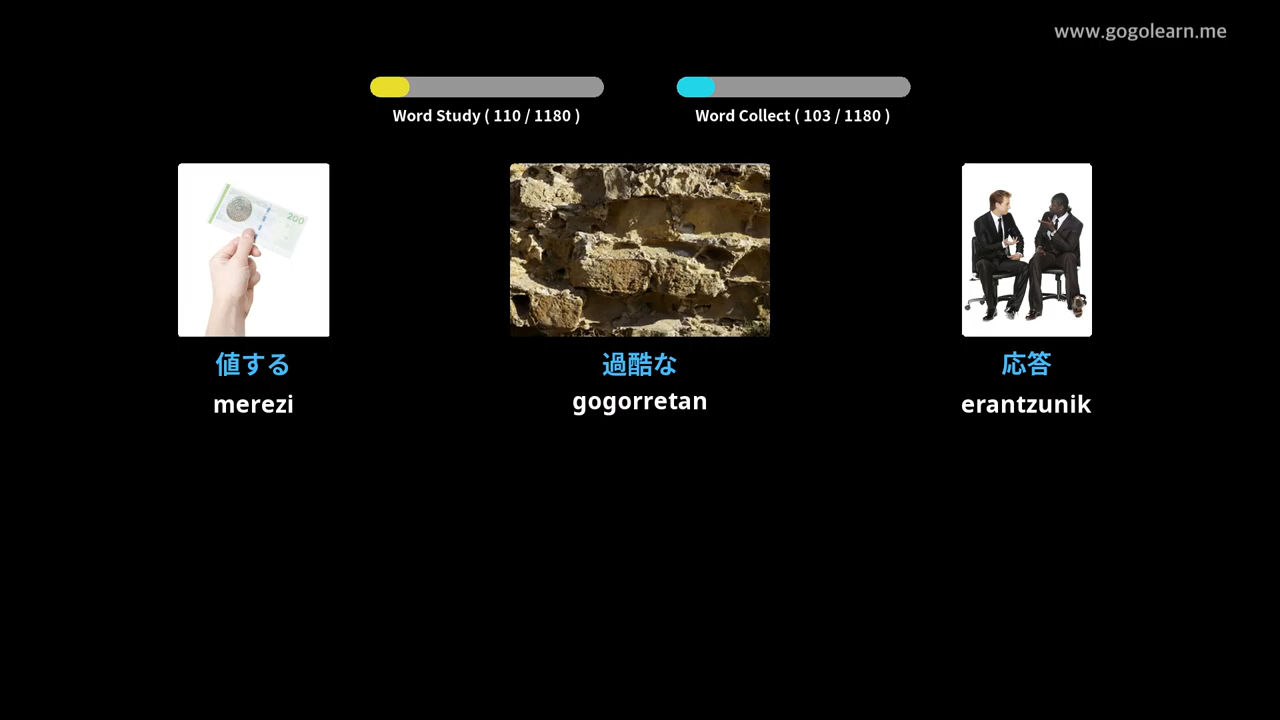 www.gogolearn.me
Word Study ( 110 / 1180 )
Word Collect ( 103 / 1180 )
200
値する
merezi
過酷な
gogorretan
応答
erantzunik